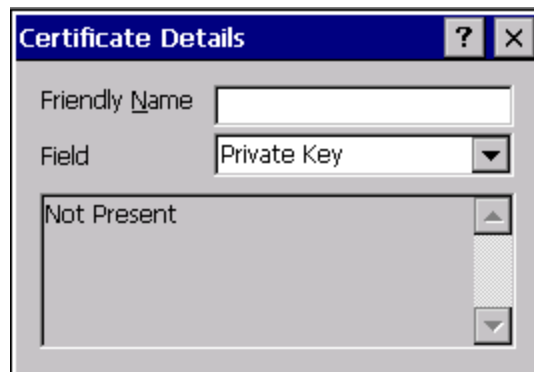 Certificate Details ? ×
Friendly Name
Field Private Key
Not Present